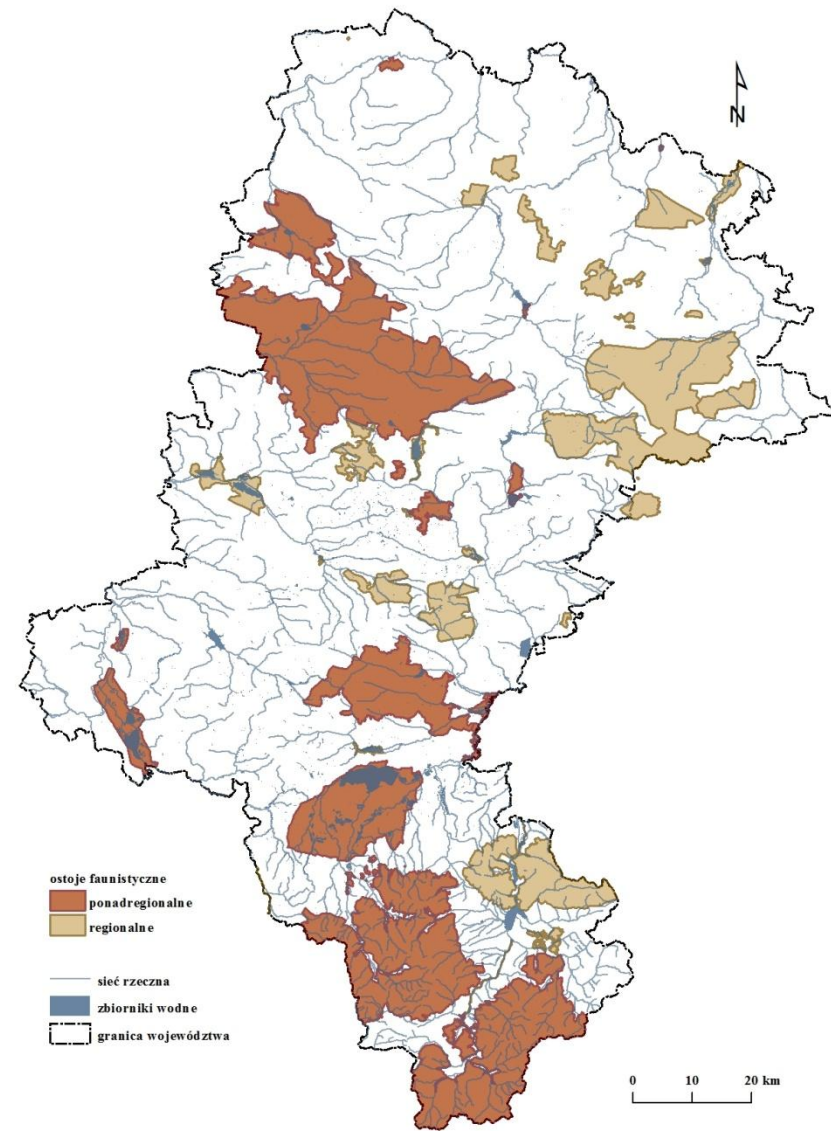 N
ostoje faunistyczne
ponadregionalne
regionalne
sieć rzeczna
zbiorniki wodne
granica województwa
0 10 20 km